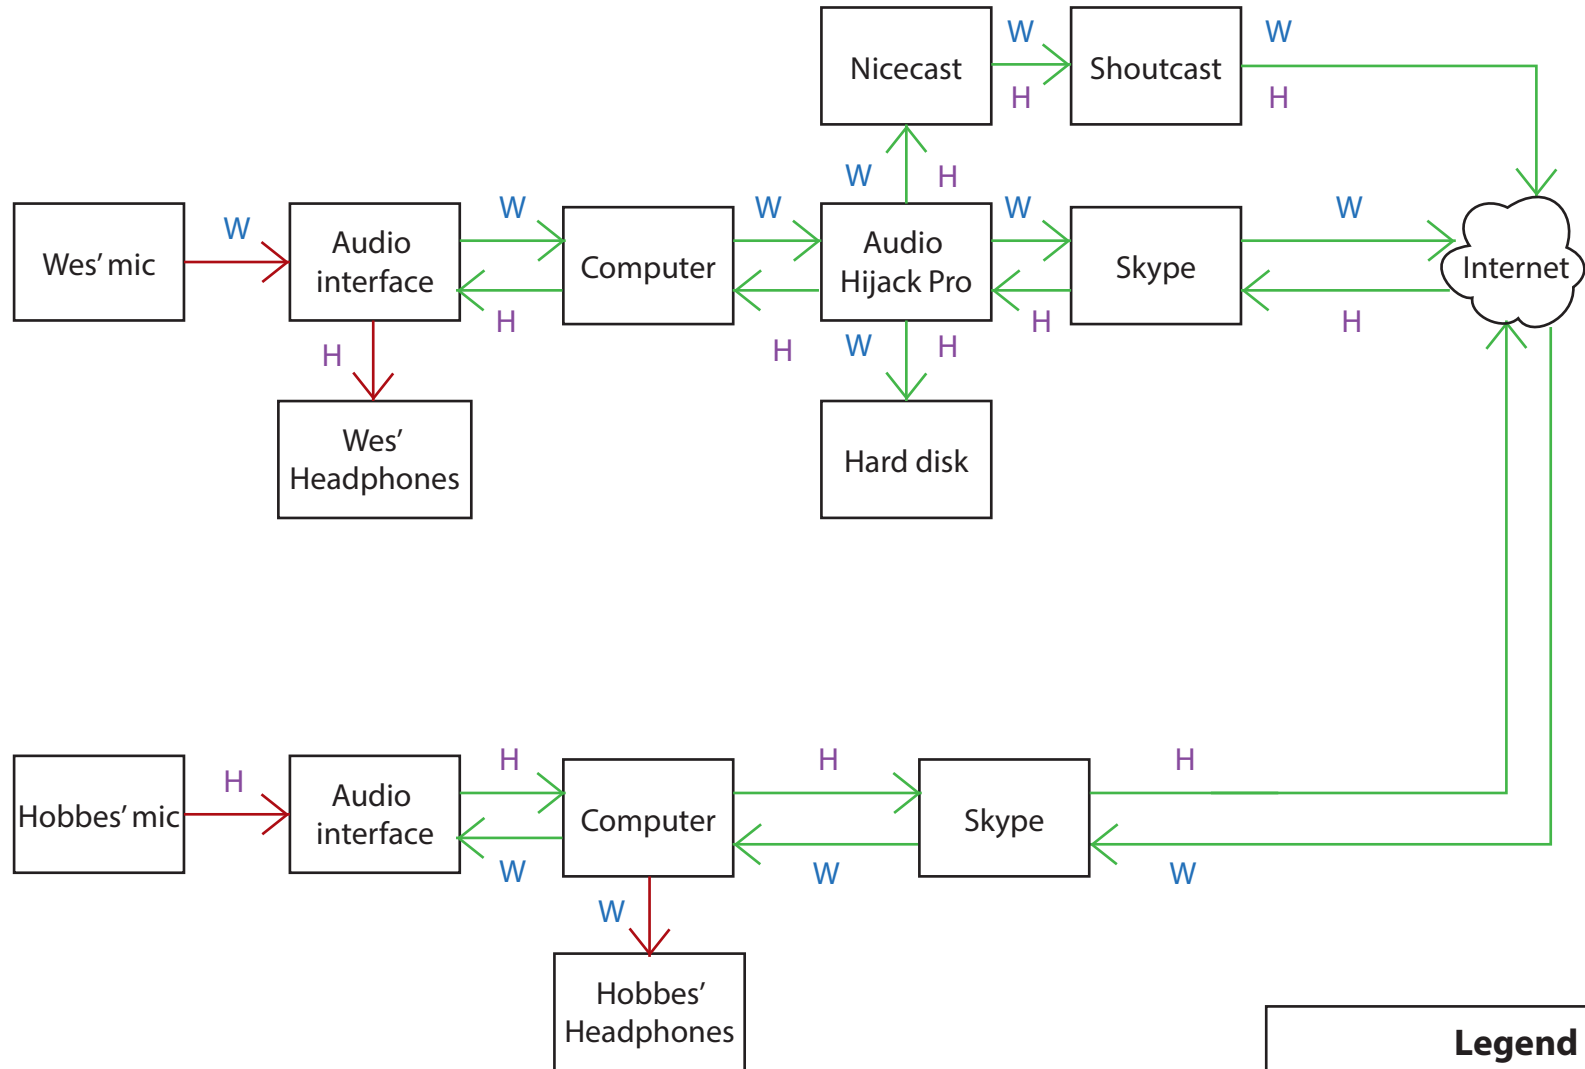 W
W
Nicecast
Shoutcast
H
H
W
H
W
W
W
W
W
Wes’ mic
Audio
interface
Computer
Audio
Hijack Pro
Skype
Internet
H
H
H
H
H
W
H
Wes’
Headphones
Hard disk
H
H
H
H
Hobbes’ mic
Audio
interface
Computer
Skype
W
W
W
W
Hobbes’
Headphones
Legend